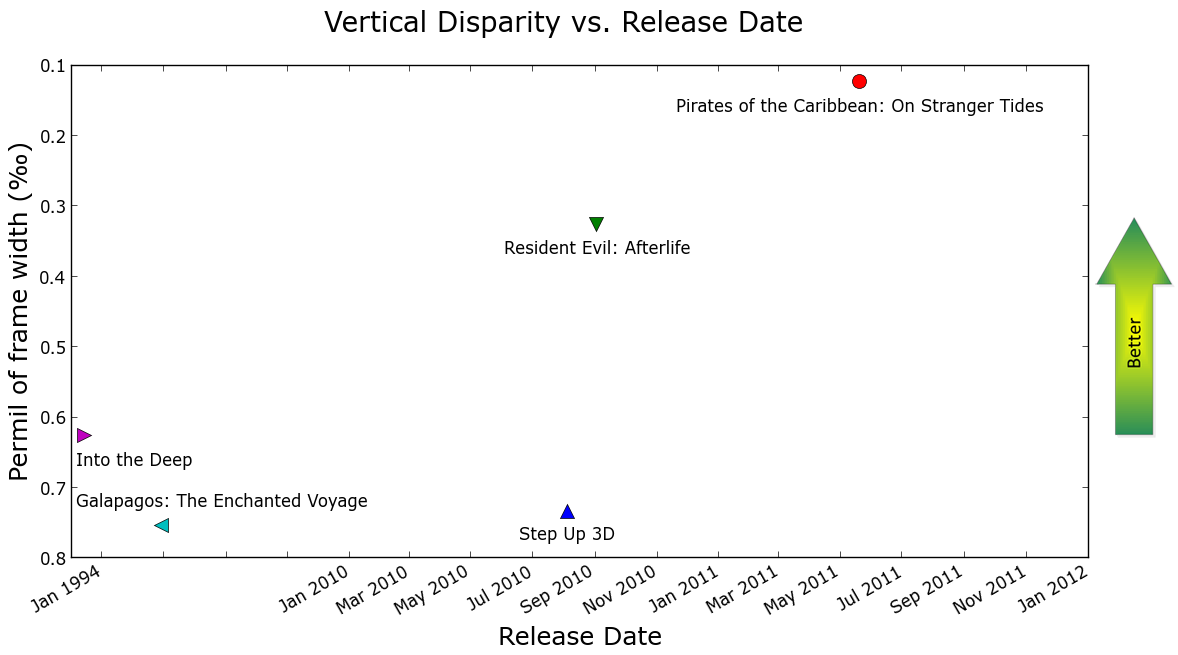 Vertical Disparity vs. Release Date
0.1
Pirates of the Caribbean: On Stranger Tides
0.2
0.3
Resident Evil: Afterlife
0.4
0.5
0.6
Into the Deep
0.7
Galapagos: The Enchanted Voyage
Step Up 3D
0.8
Permil of frame width (‰)
Better
Jan 1994
Jan 2010
Mar 2010
May 2010
Jul 2010
Sep 2010
Nov 2010
Jan 2011
Mar 2011
May 2011
Jul 2011
Sep 2011
Nov 2011
Jan 2012
Release Date